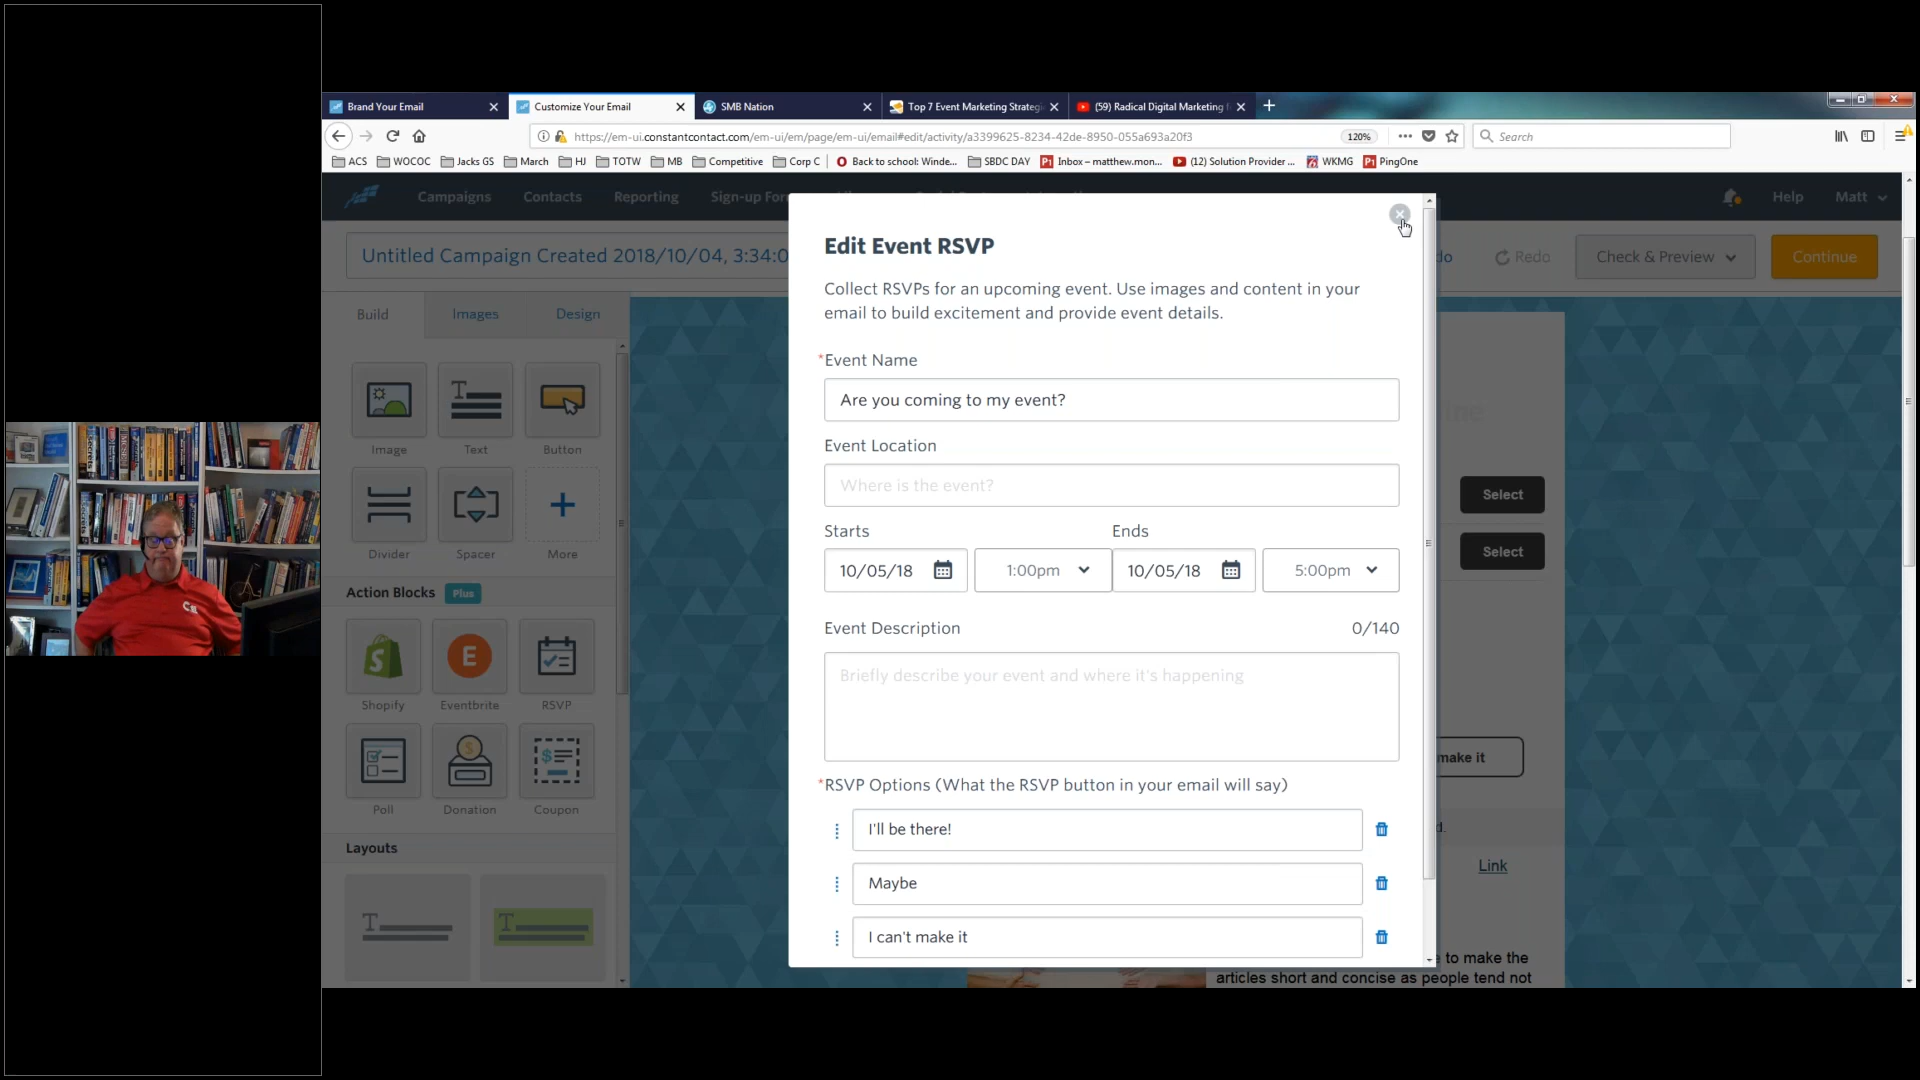 Brand Your Email
Customize Your Email
SMB Nation
Top 7 Event Marketing Strategi
(59) Radical Digital Marketing
https://em-ui.constantcontact.com/em-ui/em/page/em-ui/email#edit/activity/a3399625-8234-42de-8950-055a693a20f3
120%
Search
ACS WOCOC Jacks GS March HJ TOTW MB Competitive Corp C Back to school: Winde... SBDC DAY Inbox – matthew.mon... (12) Solution Provider ... WKMG PingOne
Campaigns Contacts Reporting Sign-up For
Help Matt
Untitled Campaign Created 2018/10/04, 3:34:0
Redo Check & Preview Continue
Build Images Design
Image Text Button
Divider Spacer More
Action Blocks Plus
Shopify Eventbrite RSVP
Poll Donation Coupon
Layouts
Edit Event RSVP
Collect RSVPs for an upcoming event. Use images and content in your
email to build excitement and provide event details.
*Event Name
Are you coming to my event?
Event Location
Where is the event?
Starts Ends
10/05/18 1:00pm 10/05/18 5:00pm
Event Description 0/140
Briefly describe your event and where it's happening
*RSVP Options (What the RSVP button in your email will say)
I'll be there!
Maybe
I can't make it
Select
Select
make it
Link
to make the
articles short and concise as people tend not